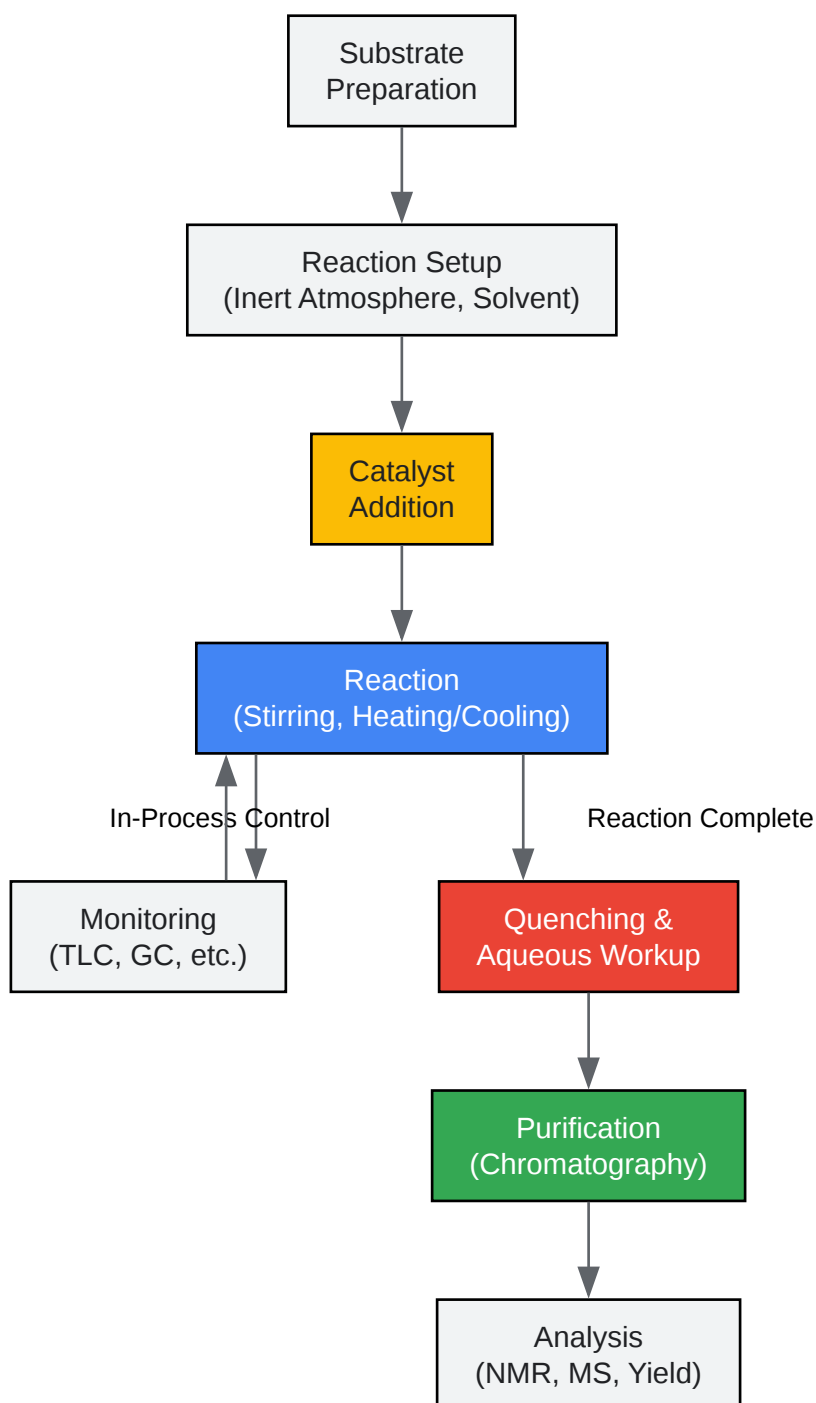 Substrate
Preparation
Reaction Setup
(Inert Atmosphere, Solvent)
Catalyst
Addition
Reaction
(Stirring, Heating/Cooling)
In-Process Control
Reaction Complete
Monitoring
(TLC, GC, etc.)
Quenching &
Aqueous Workup
Purification
(Chromatography)
Analysis
(NMR, MS, Yield)